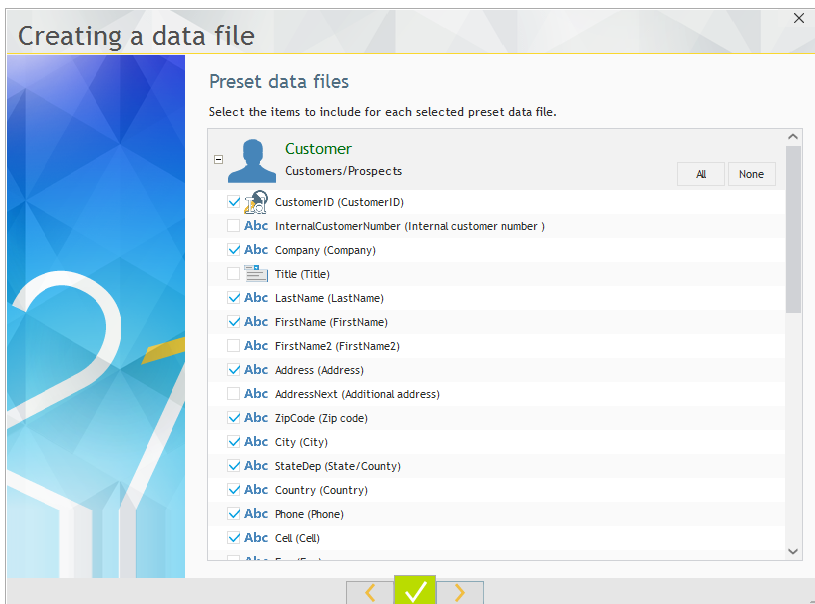 Creating a data file
Preset data files
Select the items to include for each selected preset data file.
Customer
Customers/Prospects
All None
CustomerID (CustomerID)
Abc InternalCustomerNumber (Internal customer number )
Abc Company (Company)
Title (Title)
Abc LastName (LastName)
Abc FirstName (FirstName)
Abc FirstName2 (FirstName2)
Abc Address (Address)
Abc AddressNext (Additional address)
Abc ZipCode (Zip code)
Abc City (City)
Abc StateDep (State/County)
Abc Country (Country)
Abc Phone (Phone)
Abc Cell (Cell)